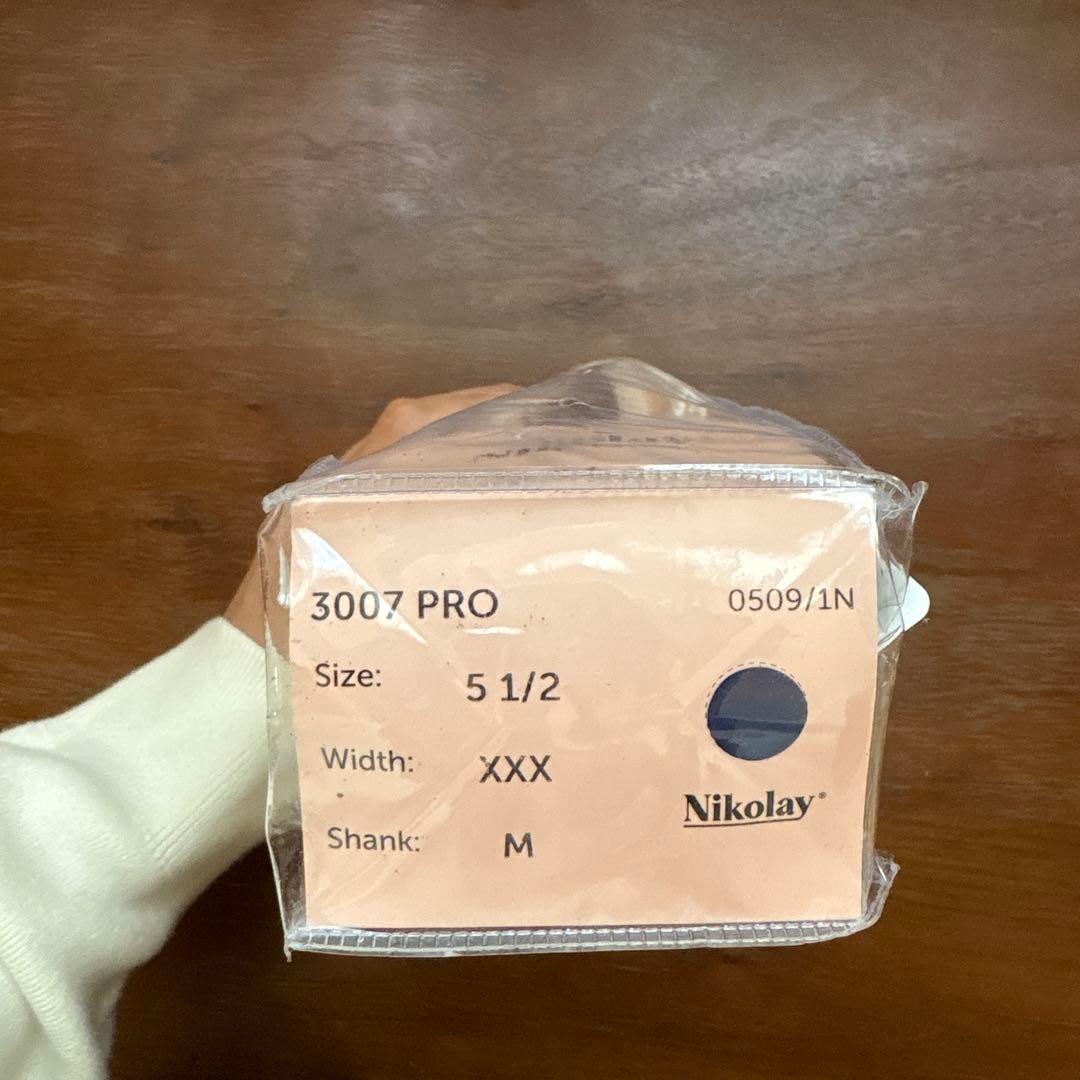 3007 PRO
0509/1N
Size: 5 1/2
Width: XXX
Shank: M
Nikolay®